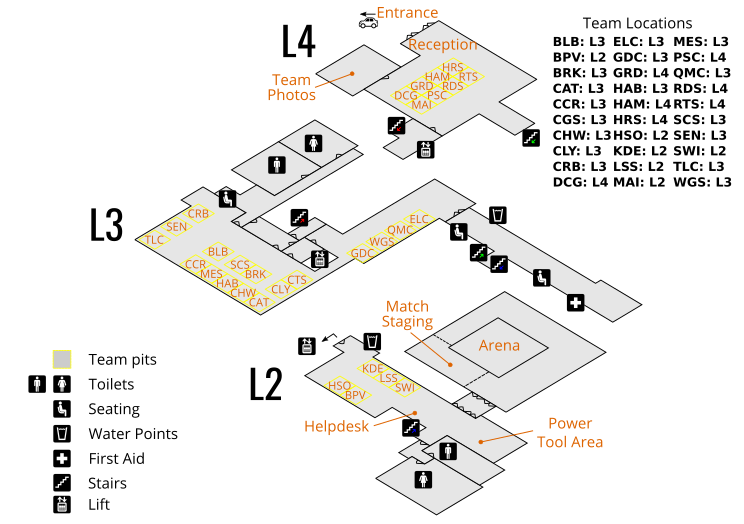 Entrance
Team Locations
L4
Reception
BLB: L3 ELC: L3 MES: L3
BPV: L2 GDC: L3 PSC: L4
BRK: L3 GRD: L4 QMC: L3
CAT: L3 HAB: L3 RDS: L4
CCR: L3 HAM: L4 RTS: L4
CGS: L3 HRS: L4 SCS: L3
CHW: L3 HSO: L2 SEN: L3
CLY: L3 KDE: L2 SWI: L2
CRB: L3 LSS: L2 TLC: L3
DCG: L4 MAI: L2 WGS: L3
Team
Photos
HRS
HAM RTS
GRD RDS
DCG PSC
MAI
L3
CRB
SEN
TLC
ELC
QMC
WGS
GDC
BLB
CCR SCS
MES BRK
HAB CTS
CHW CLY
CAT
Match
Staging
Arena
L2
KDE
LSS
HSO SWI
BPV
Helpdesk
Power
Tool Area
Team pits
Toilets
Seating
Water Points
First Aid
Stairs
Lift